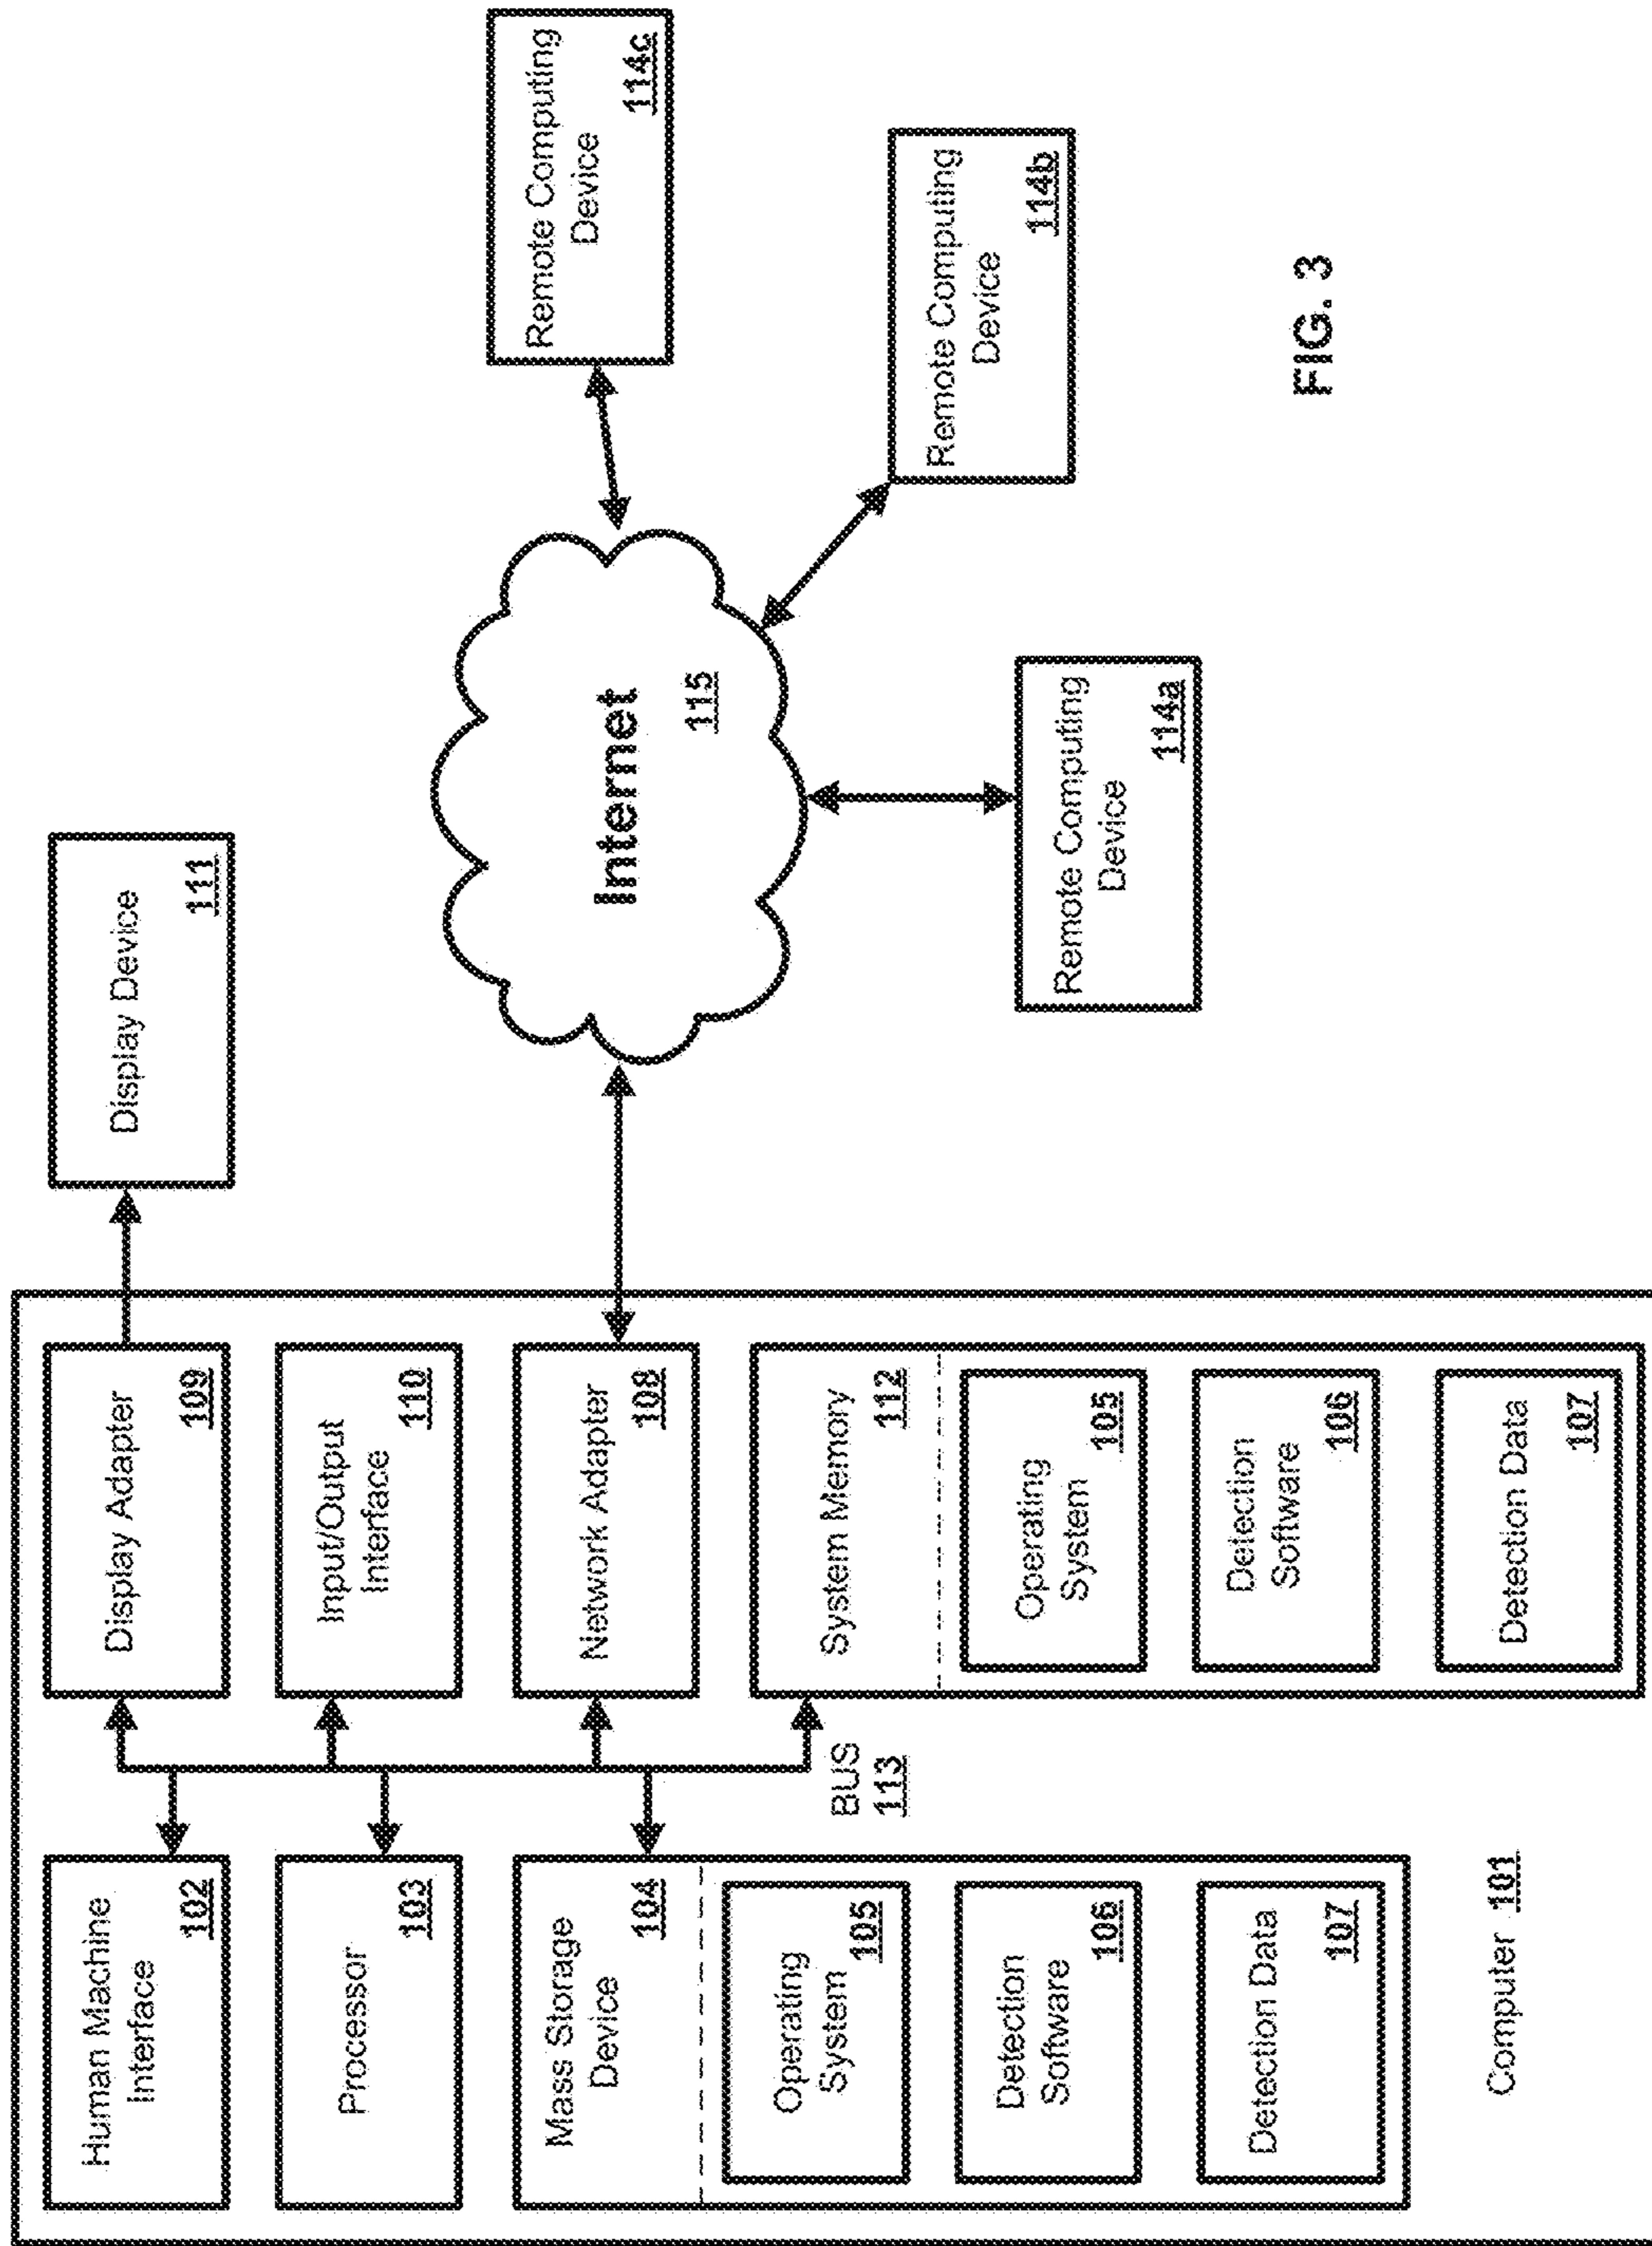 Human Machine
Interface
102
Processor
103
Mass Storage
Device
104
Operating
System
105
Detection
Software
106
Detection Data
107
Computer 101
BUS
113
Display Adapter
109
Input/Output
Interface
110
Network Adapter
108
System Memory
112
Operating
System
105
Detection
Software
106
Detection Data
107
Display Device
111
Internet
115
Remote Computing
Device
114a
Remote Computing
Device
114b
Remote Computing
Device
114c
FIG. 3